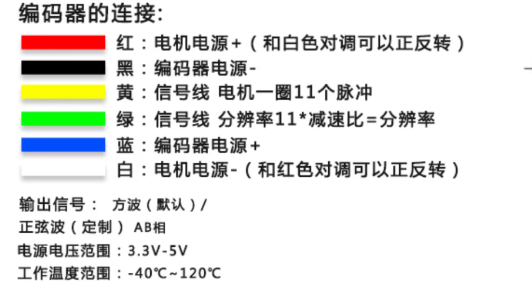 编码器的连接:
红：电机电源+（和白色对调可以正反转）
黑：编码器电源-
黄：信号线 电机一圈11个脉冲
绿：信号线 分辨率11*减速比=分辨率
蓝：编码器电源+
白：电机电源-（和红色对调可以正反转）
输出信号： 方波（默认）/
正弦波（定制） AB相
电源电压范围：3.3V-5V
工作温度范围：-40℃~120℃